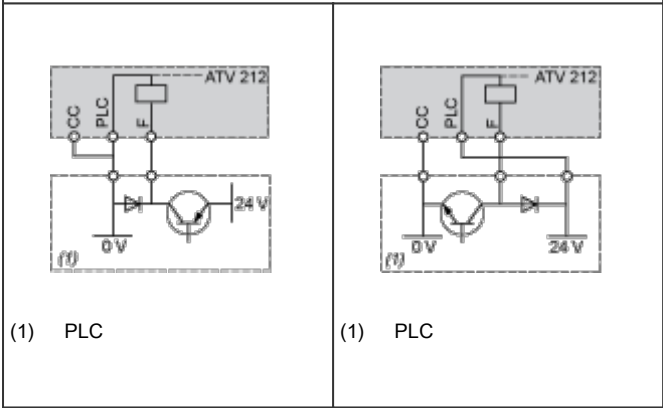 ATV 212
CC
PLC
F
24 V
0 V
(1)
(1) PLC
ATV 212
CC
PLC
F
0 V
24 V
(1)
(1) PLC